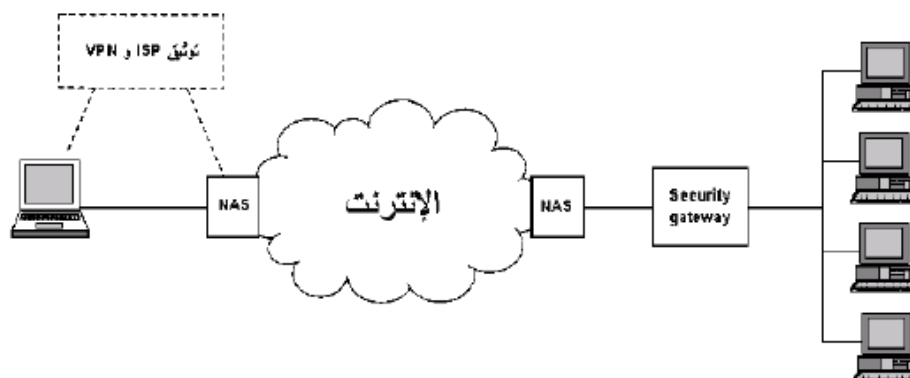 توثيق ISP و VPN
NAS
الإنترنت
NAS
Security
gateway